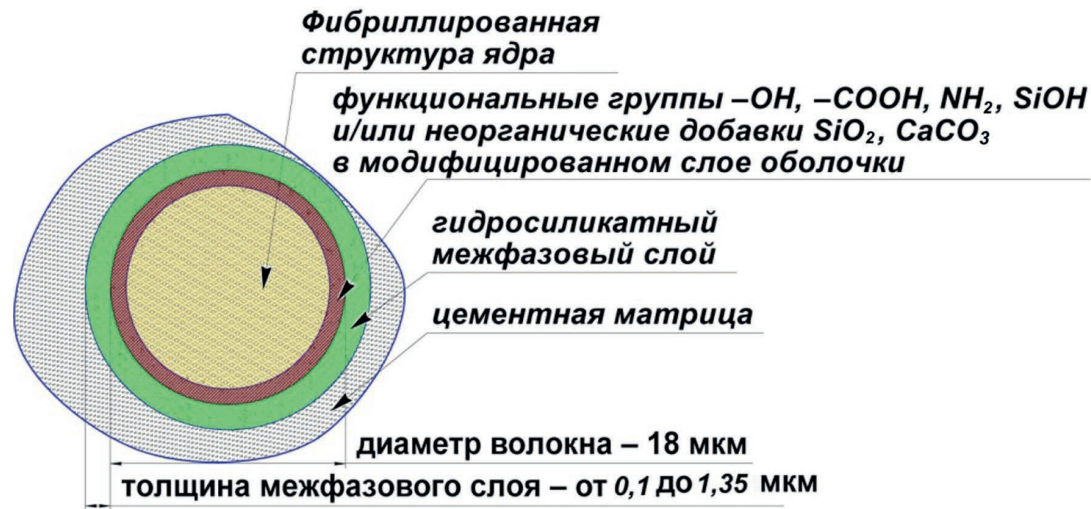 Фибриллированная
структура ядра
функциональные группы –OH, –COOH, NH₂, SiOH
и/или неорганические добавки SiO₂, CaCO₃
в модифицированном слое оболочки
гидросиликатный
межфазовый слой
цементная матрица
диаметр волокна – 18 мкм
толщина межфазового слоя – от 0,1 до 1,35 мкм